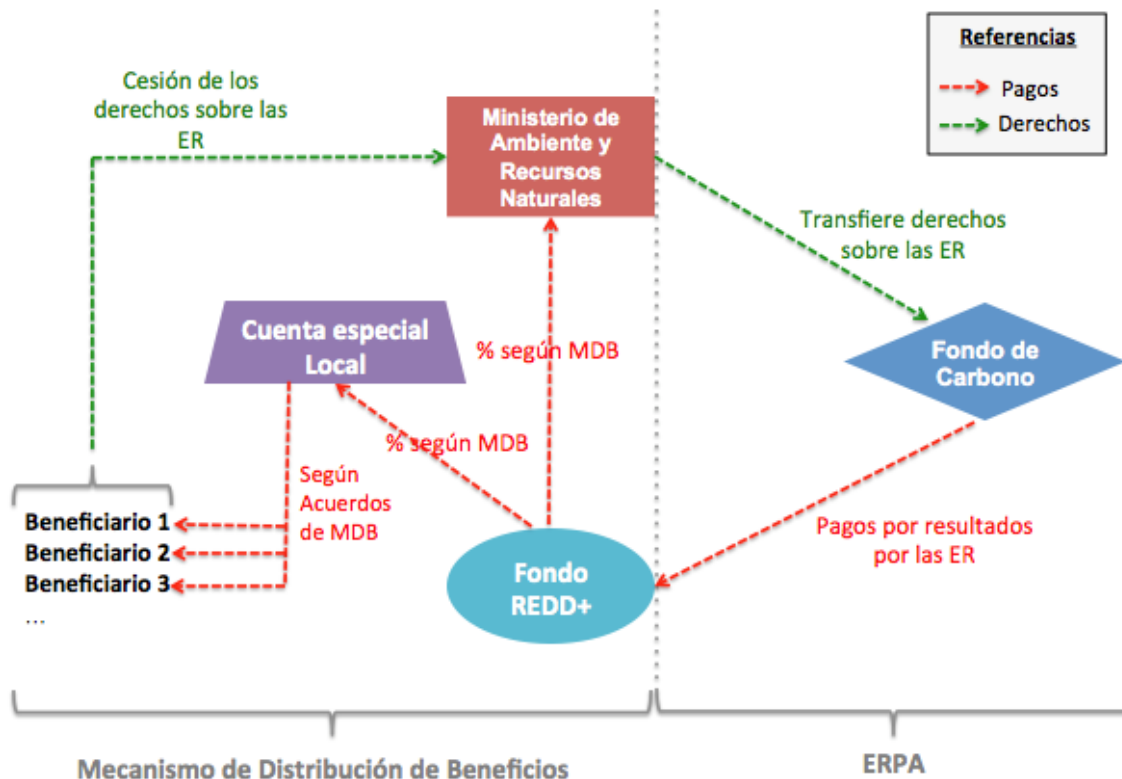 Referencias
Pagos
Derechos
Cesión de los
derechos sobre las
ER
Ministerio de
Ambiente y
Recursos
Naturales
Transfiere derechos
sobre las ER
Cuenta especial
Local
% según MDB
Fondo de
Carbono
% según MDB
Según
Acuerdos
de MDB
Beneficiario 1
Beneficiario 2
Beneficiario 3
...
Fondo
REDD+
Pagos por resultados
por las ER
Mecanismo de Distribución de Beneficios
ERPA